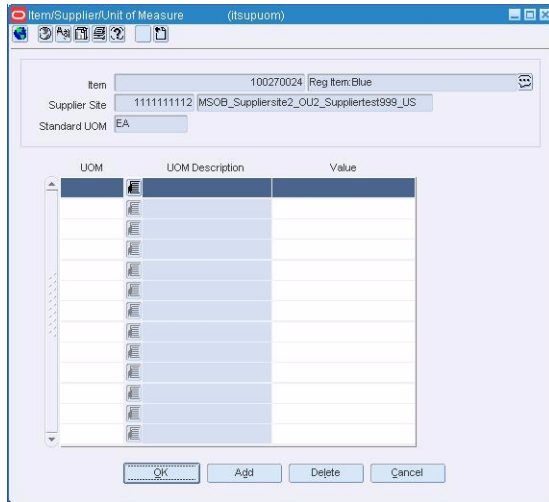 Item/Supplier/Unit of Measure (itsupuom)
Item 100270024 Reg Item:Blue
Supplier Site 1111111112 MSOB_Suppliersite2_OU2_Suppliertest999_US
Standard UOM EA
UOM UOM Description Value
OK Add Delete Cancel